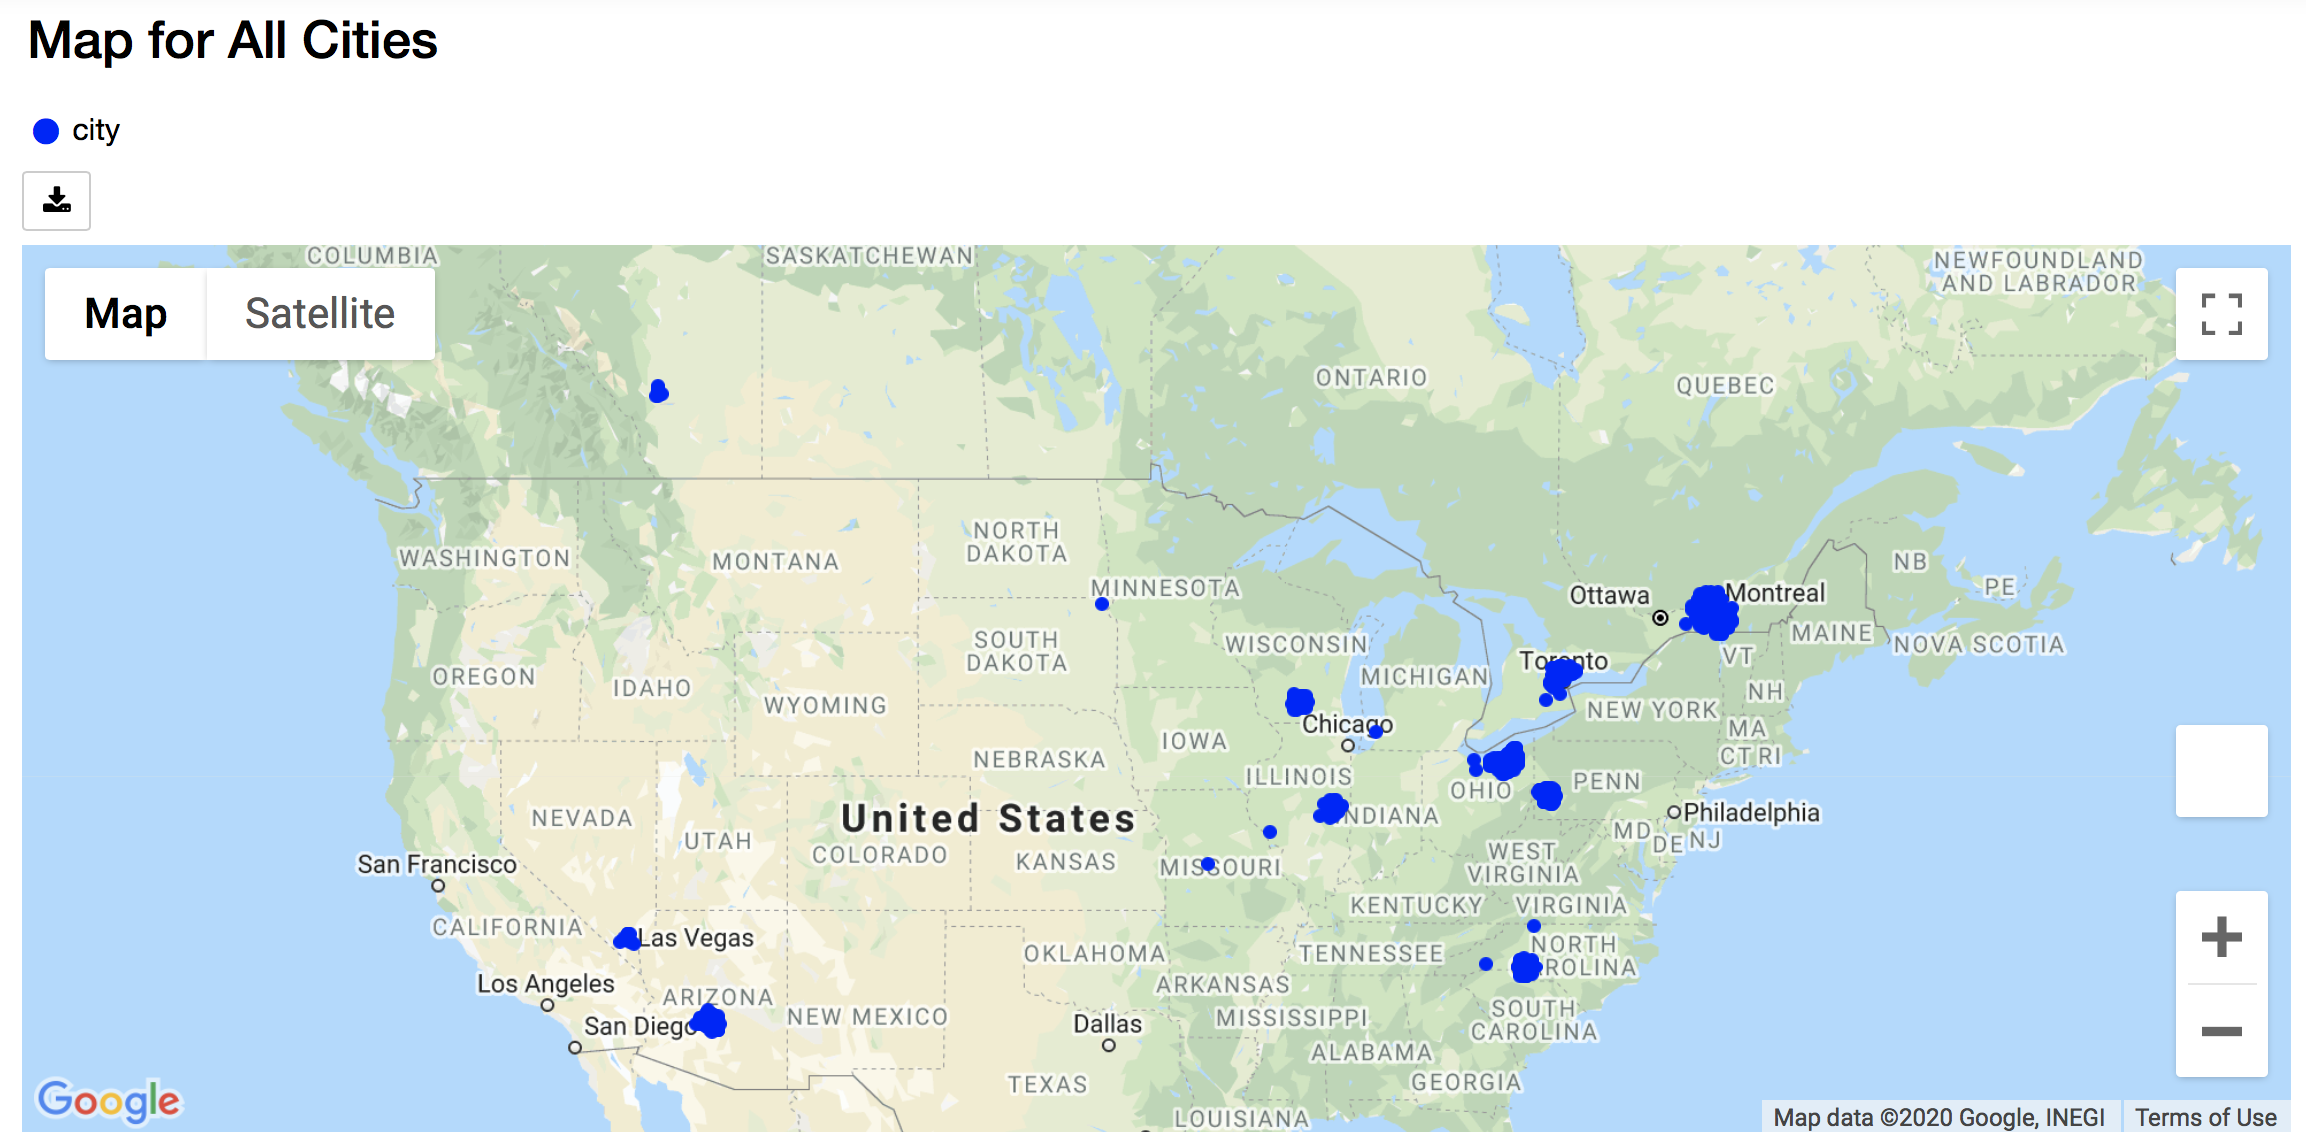 Map for All Cities
city
COLUMBIA
SASKATCHEWAN
NEWFOUNDLAND
AND LABRADOR
Map
Satellite
ONTARIO
QUEBEC
NORTH
DAKOTA
WASHINGTON
MONTANA
MINNESOTA
NB
PE
Ottawa
Montreal
SOUTH
DAKOTA
WISCONSIN
MAINE
NOVA SCOTIA
VT
Toronto
OREGON
IDAHO
MICHIGAN
NH
WYOMING
NEW YORK
Chicago
MA
IOWA
CT RI
NEBRASKA
ILLINOIS
OHIO
PENN
NEVADA
United States
NDIANA
Philadelphia
UTAH
MD
DE NJ
COLORADO
KANSAS
MISSOURI
WEST
VIRGINIA
San Francisco
KENTUCKY
VIRGINIA
CALIFORNIA
Las Vegas
OKLAHOMA
TENNESSEE
NORTH
ROLINA
Los Angeles
ARIZONA
ARKANSAS
NEW MEXICO
San Diego
Dallas
MISSISSIPPI
SOUTH
CAROLINA
ALABAMA
TEXAS
GEORGIA
LOUISIANA
Google
Map data ©2020 Google, INEGI
Terms of Use